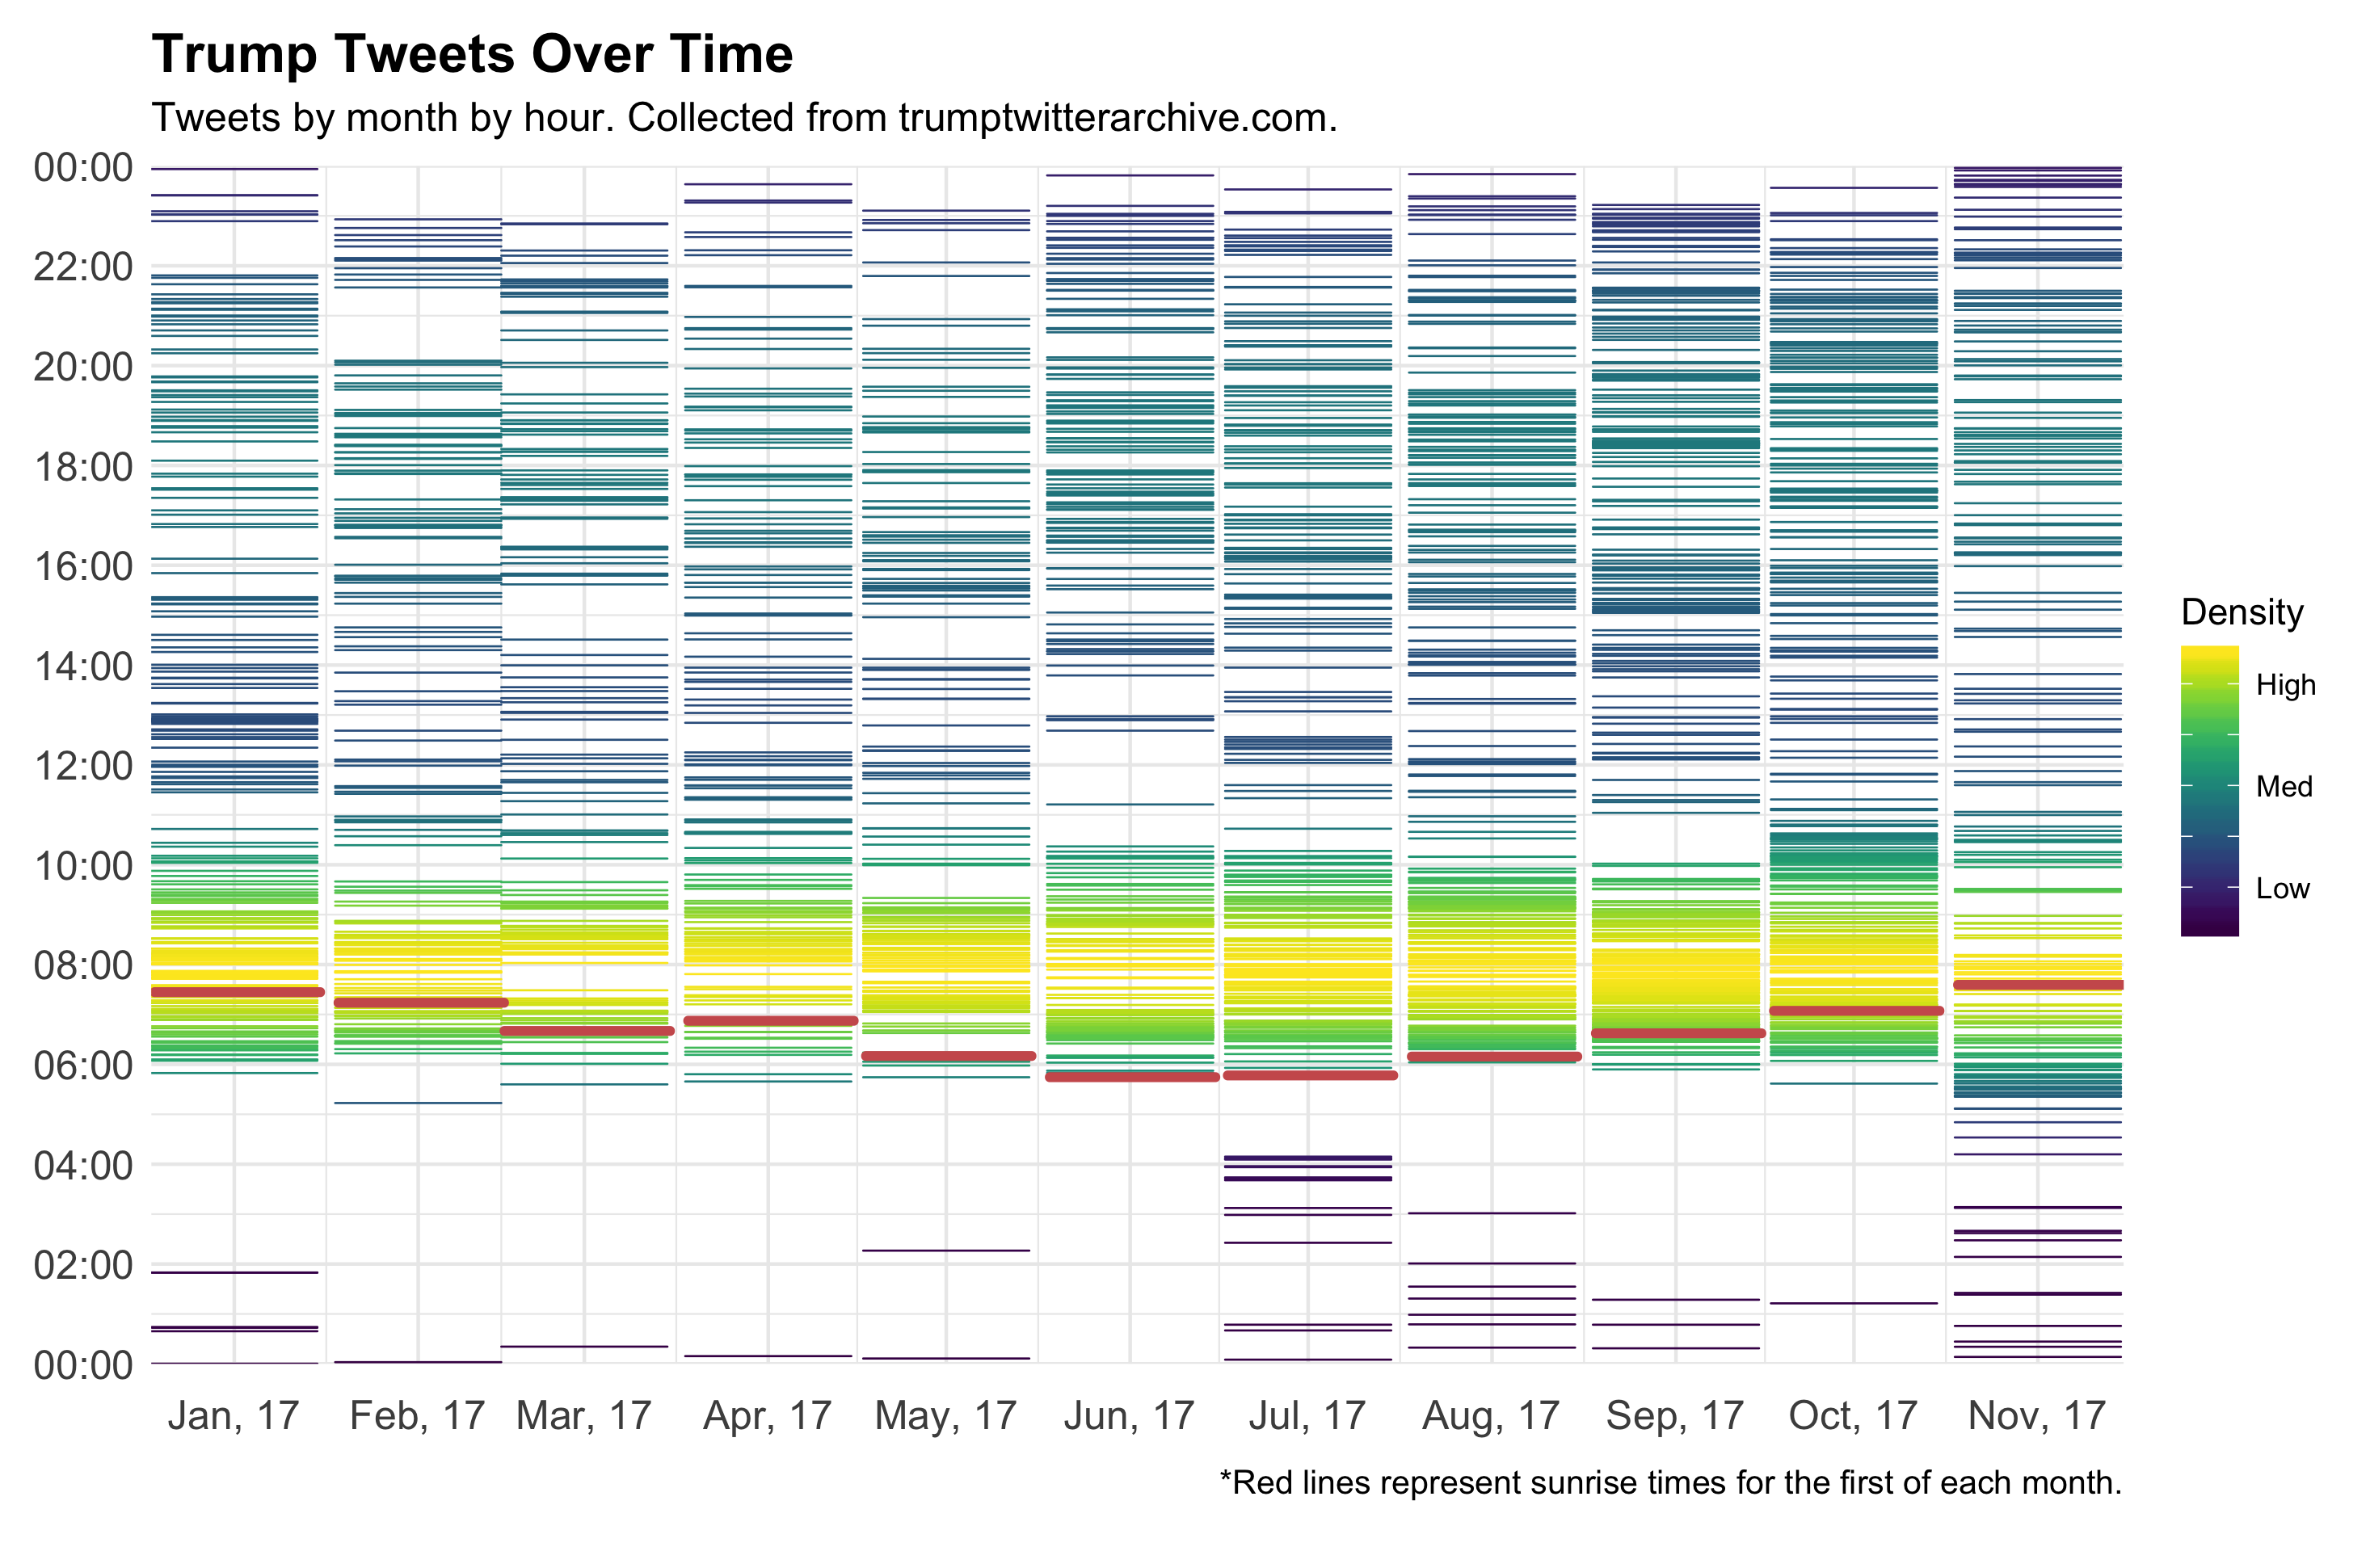 Trump Tweets Over Time
Tweets by month by hour. Collected from trumptwitterarchive.com.
00:00
22:00
20:00
18:00
16:00
14:00
12:00
10:00
08:00
06:00
04:00
02:00
00:00
Jan, 17 Feb, 17 Mar, 17 Apr, 17 May, 17 Jun, 17 Jul, 17 Aug, 17 Sep, 17 Oct, 17 Nov, 17
Density
High
Med
Low
*Red lines represent sunrise times for the first of each month.